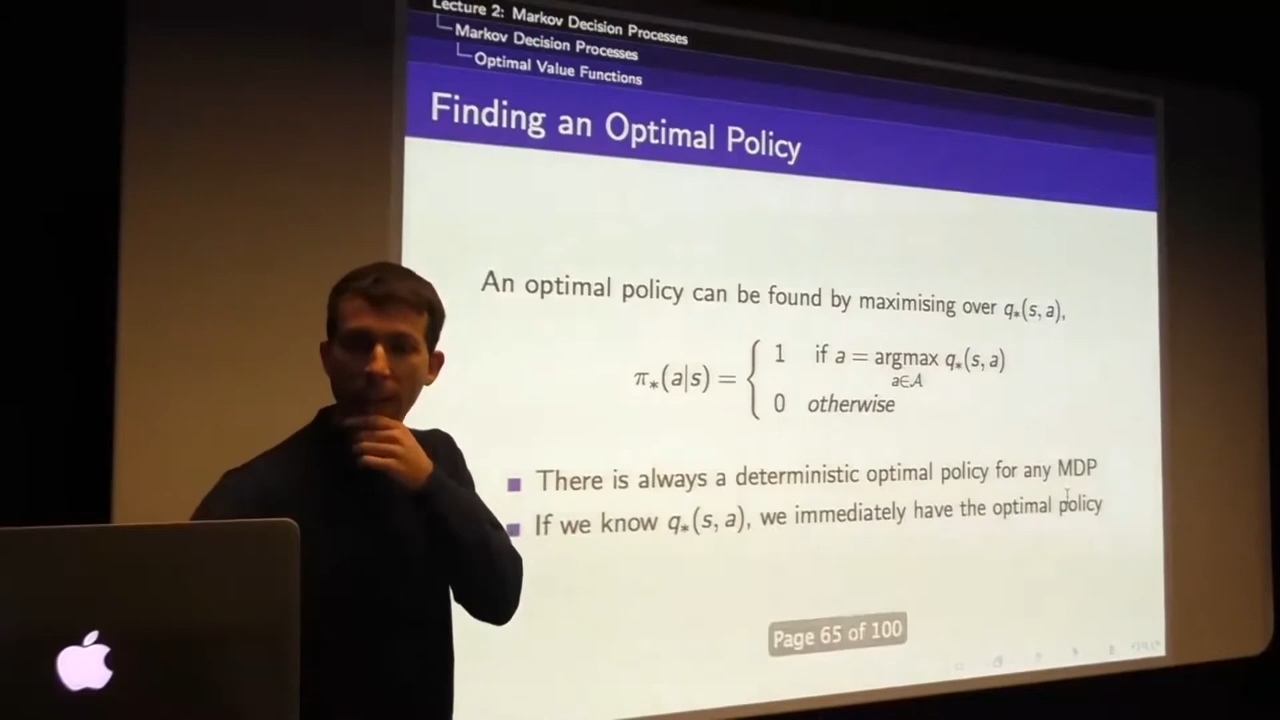 Lecture 2: Markov Decision Processes
Markov Decision Processes
Optimal Value Functions
Finding an Optimal Policy
An optimal policy can be found by maximising over q*(s, a),
π*(a|s) = { 1 if a = argmax q*(s, a)
a∈A
0 otherwise
There is always a deterministic optimal policy for any MDP
If we know q*(s, a), we immediately have the optimal policy
Page 65 of 100